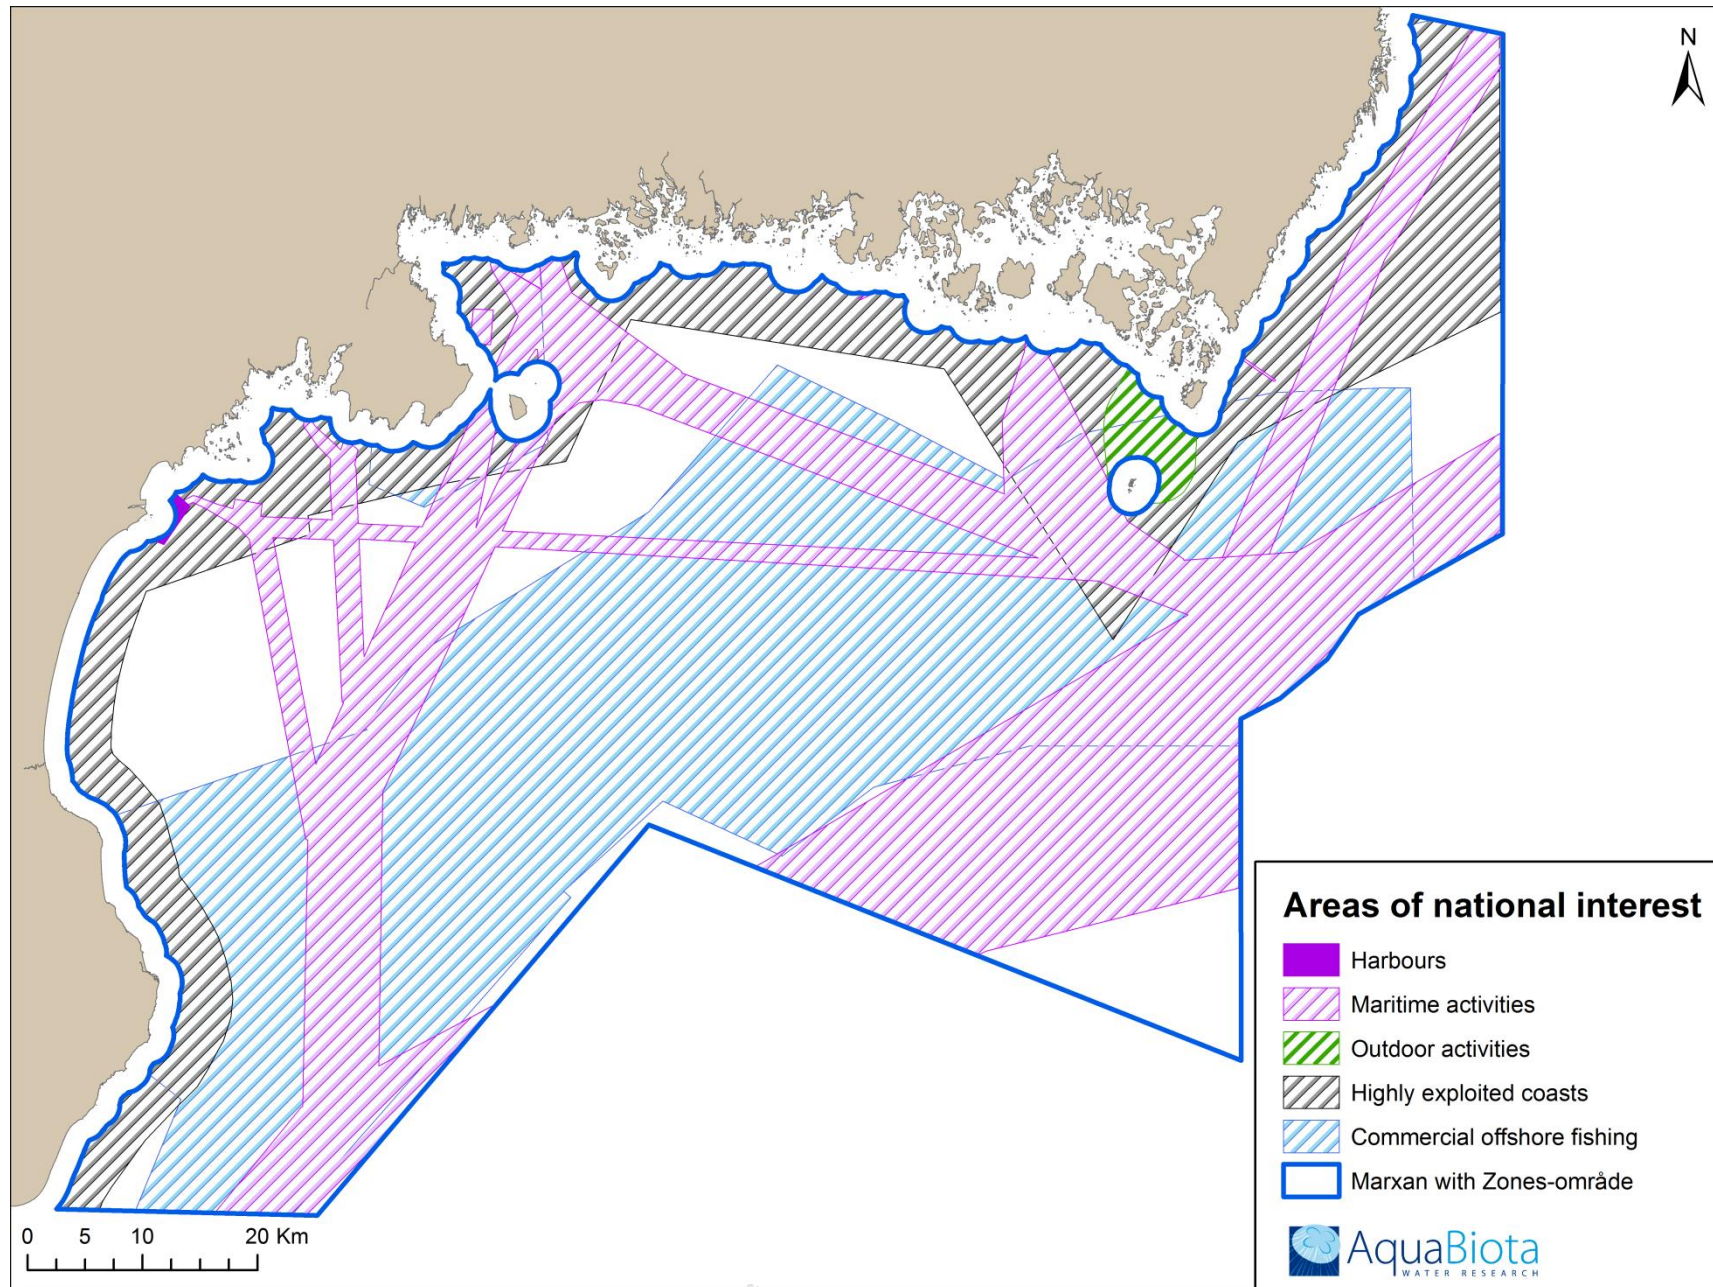 N
Areas of national interest
Harbours
Maritime activities
Outdoor activities
Highly exploited coasts
Commercial offshore fishing
Marxan with Zones-område
0 5 10 20 Km
AquaBiota
WATER RESEARCH